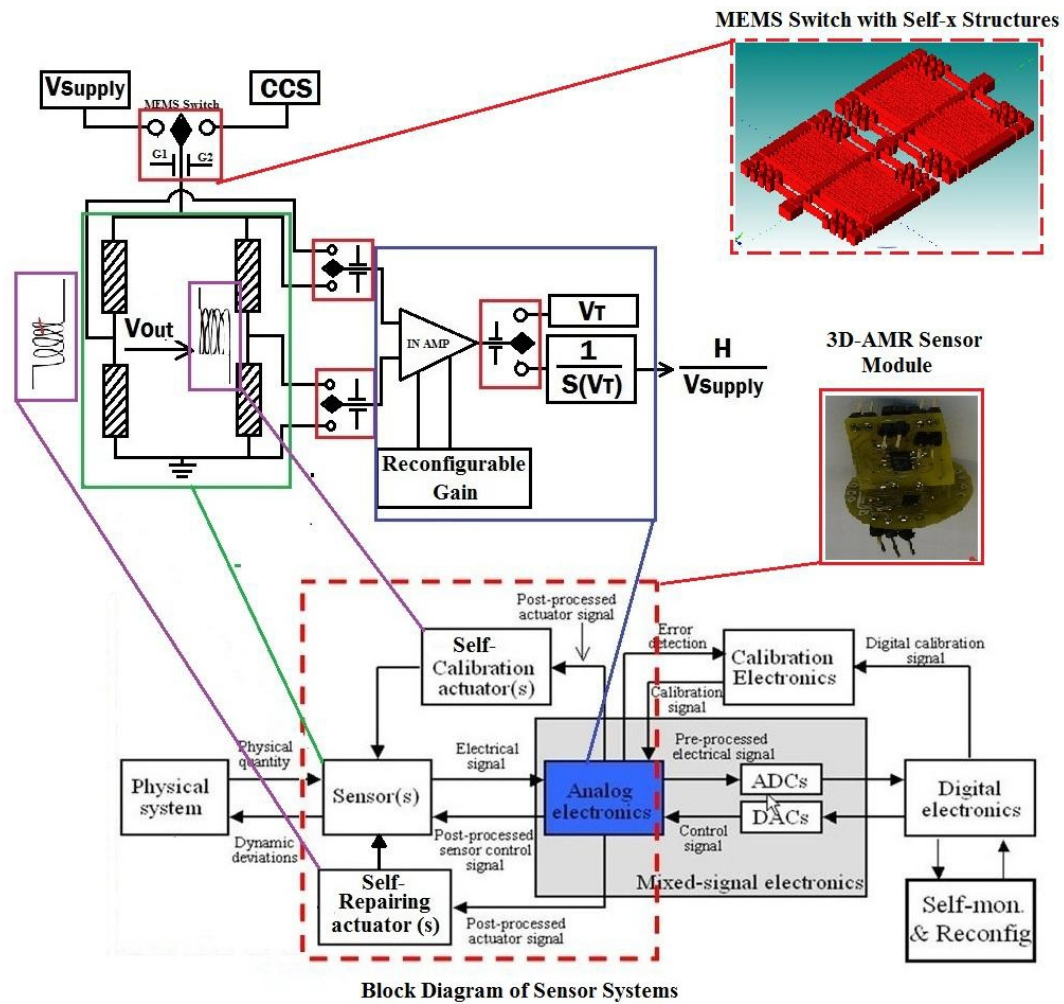 MEMS Switch with Self-x Structures
Vsupply
CCS
MEMS Switch
G1
G2
Vout
IN AMP
VT
1
S(VT)
H
Vsupply
Reconfigurable
Gain
3D-AMR Sensor
Module
Post-processed
actuator signal
Self-
Calibration
actuator(s)
Error
detection
Calibration
Electronics
Digital calibration
signal
Calibration
signal
Physical
quantity
Electrical
signal
Pre-processed
electrical signal
Physical
system
Sensor(s)
Analog
electronics
ADCs
DACs
Digital
electronics
Dynamic
deviations
Post-processed
sensor control
signal
Control
signal
Mixed-signal electronics
Self-
Repairing
actuator (s)
Post-processed
actuator signal
Self-mon.
& Reconfig
Block Diagram of Sensor Systems